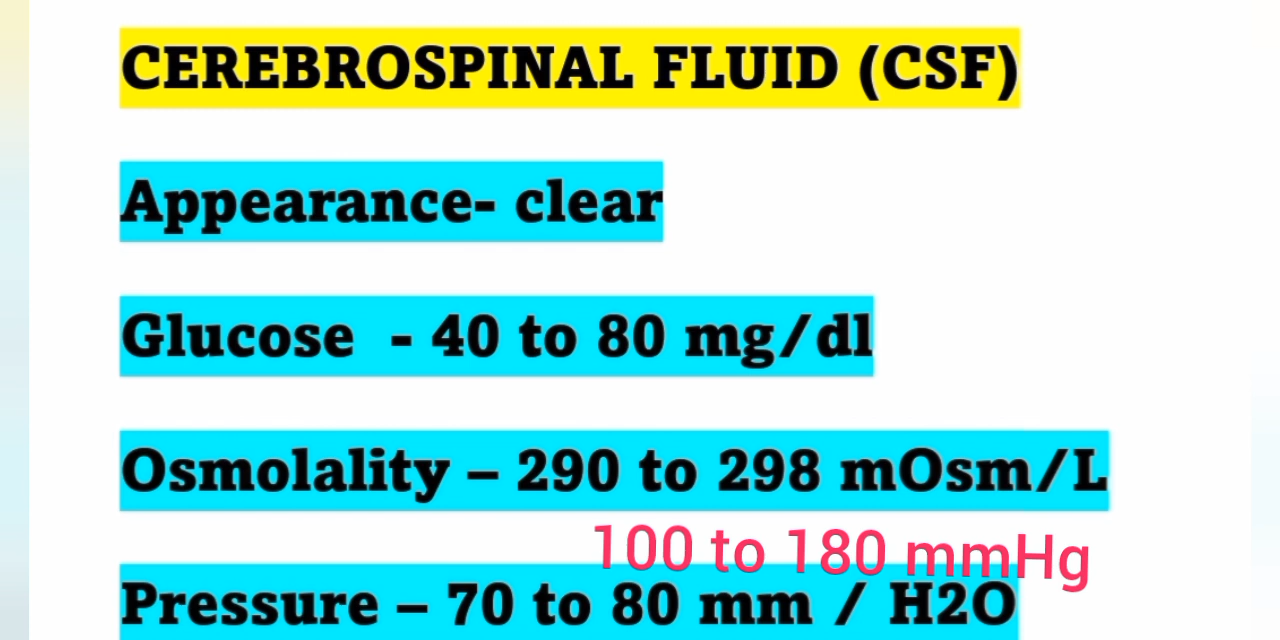 CEREBROSPINAL FLUID (CSF)
Appearance- clear
Glucose - 40 to 80 mg/dl
Osmolality – 290 to 298 mOsm/L
100 to 180 mmHg
Pressure – 70 to 80 mm / H2O